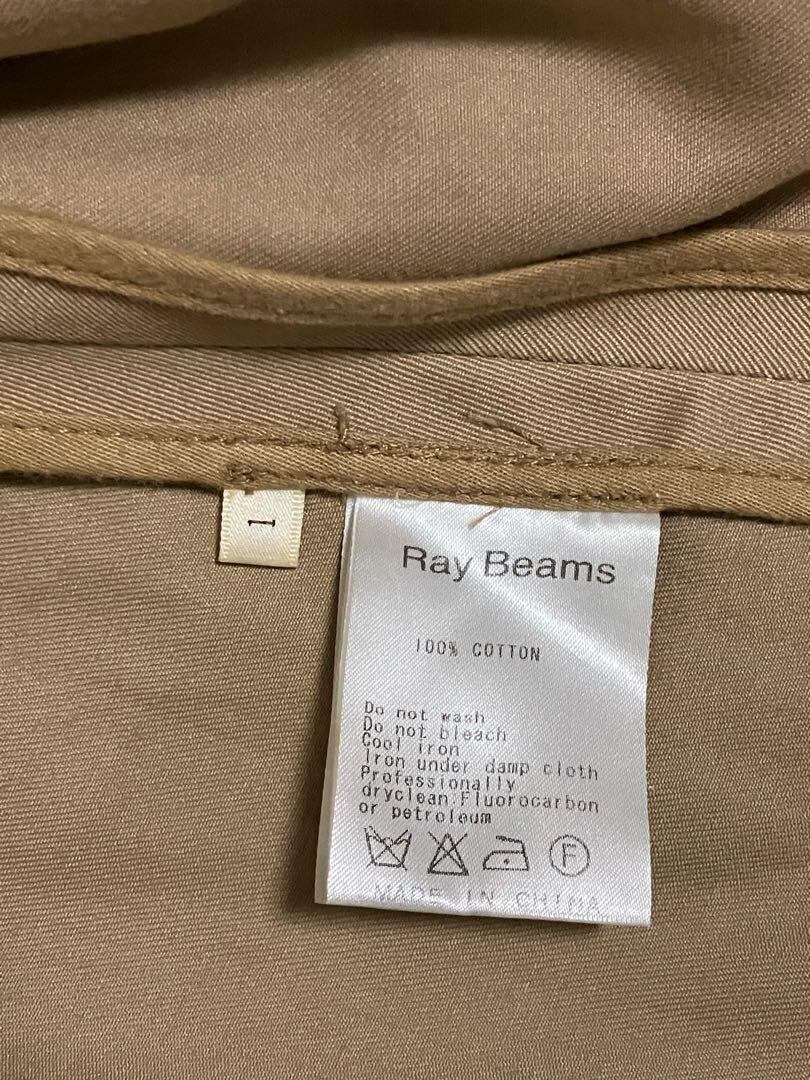 1
Ray Beams
100% COTTON
Do not wash
Do not bleach
Cool iron
Iron under damp cloth
Professionally
dryclean:Fluorocarbon
or petroleum
F
MADE IN CHINA